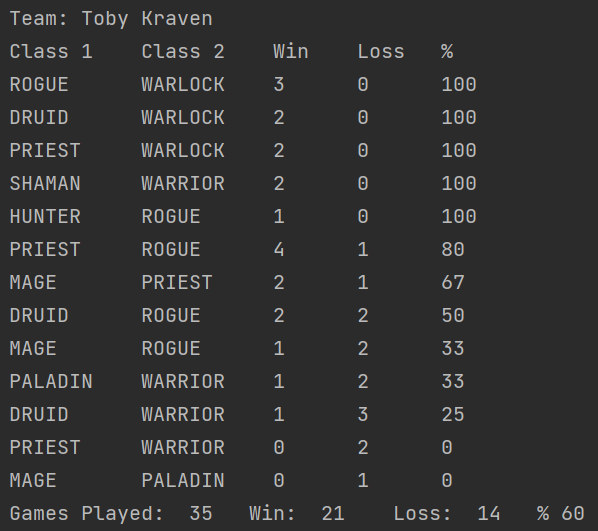 Team: Toby Kraven
Class 1 Class 2 Win Loss %
ROGUE WARLOCK 3 0 100
DRUID WARLOCK 2 0 100
PRIEST WARLOCK 2 0 100
SHAMAN WARRIOR 2 0 100
HUNTER ROGUE 1 0 100
PRIEST ROGUE 4 1 80
MAGE PRIEST 2 1 67
DRUID ROGUE 2 2 50
MAGE ROGUE 1 2 33
PALADIN WARRIOR 1 2 33
DRUID WARRIOR 1 3 25
PRIEST WARRIOR 0 2 0
MAGE PALADIN 0 1 0
Games Played: 35 Win: 21 Loss: 14 % 60